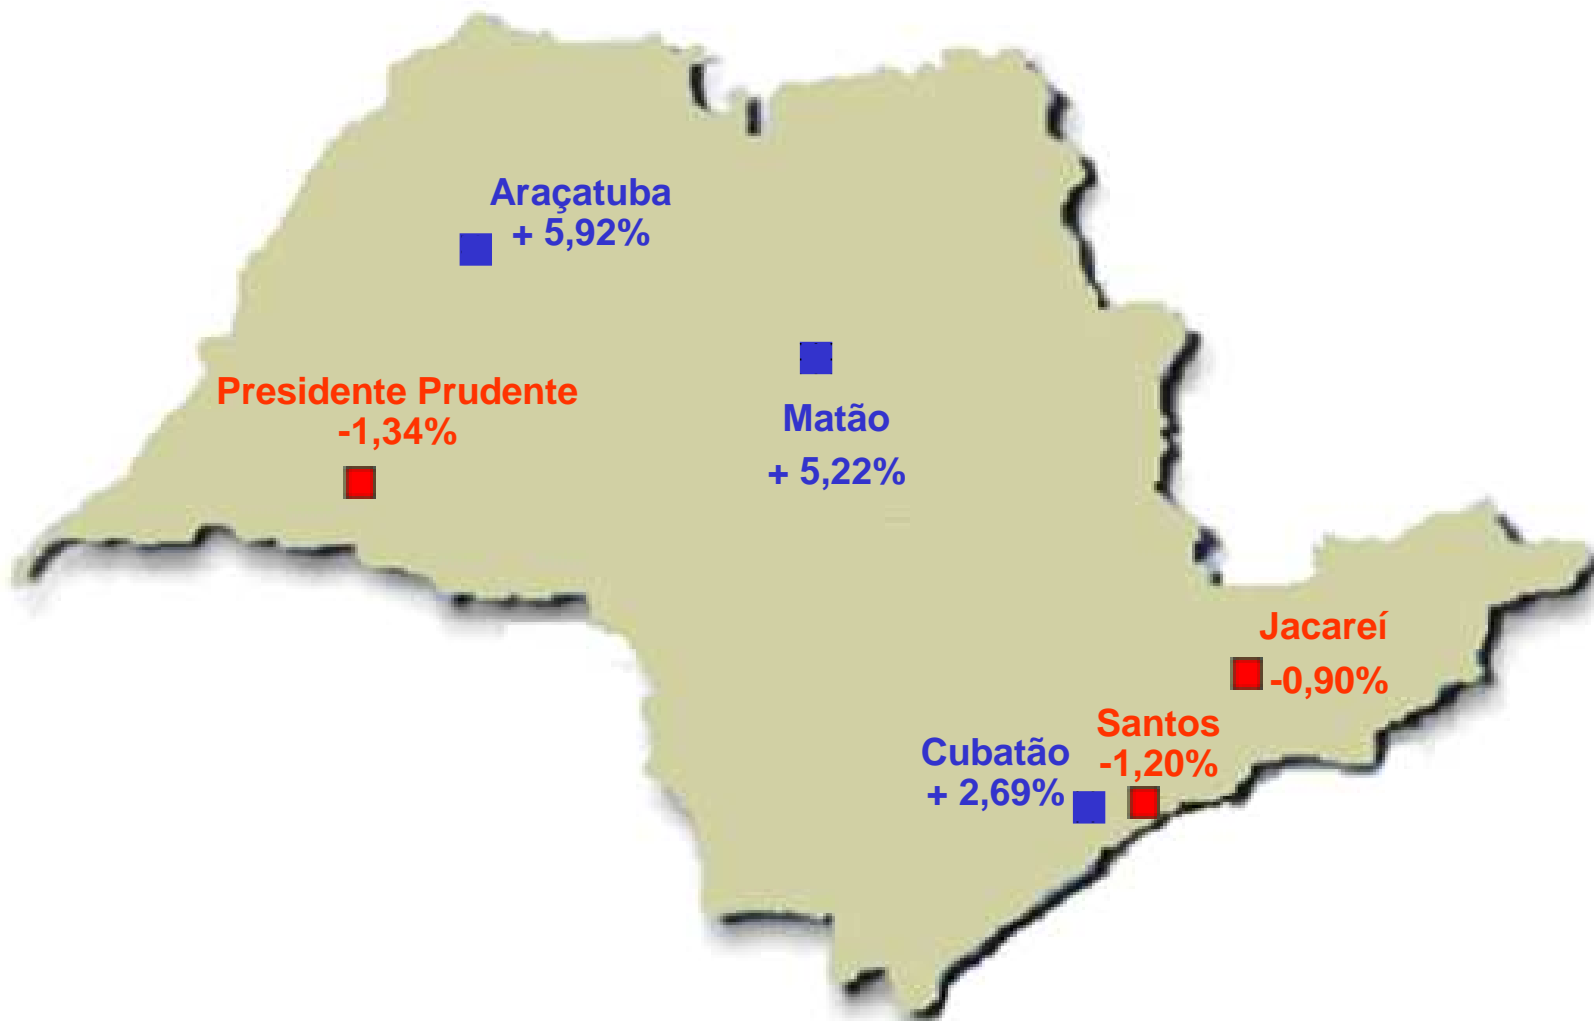 Araçatuba
+ 5,92%
Presidente Prudente
-1,34%
Matão
+ 5,22%
Jacareí
-0,90%
Santos
-1,20%
Cubatão
+ 2,69%